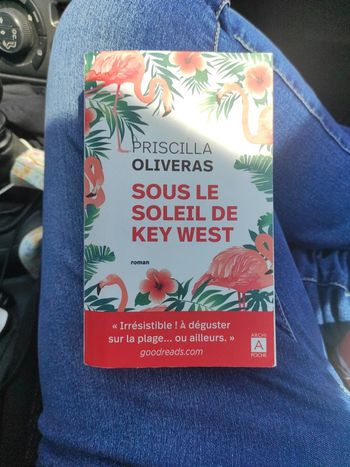 PRISCILLA
OLIVERAS
SOUS LE
SOLEIL DE
KEY WEST
roman
« Irrésistible ! À déguster
sur la plage... ou ailleurs. »
goodreads.com
ARCHI
A
POCHE